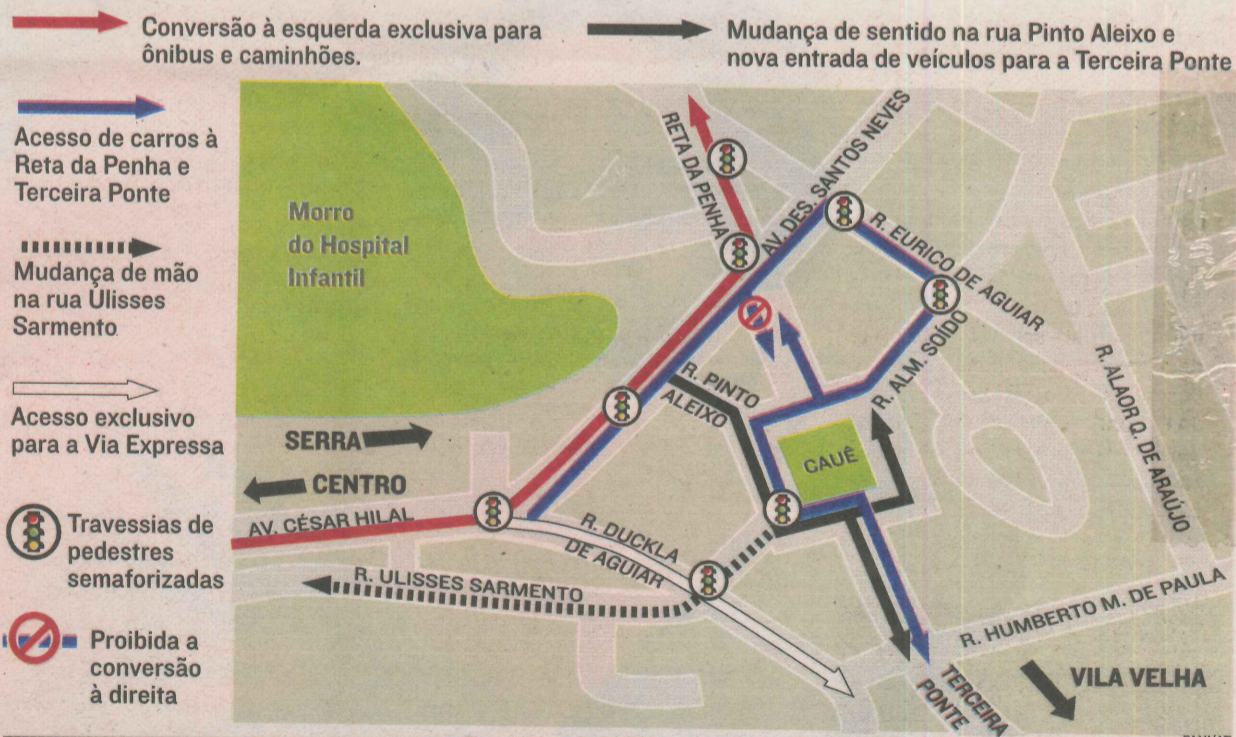 Conversão à esquerda exclusiva para
ônibus e caminhões.
Mudança de sentido na rua Pinto Aleixo e
nova entrada de veículos para a Terceira Ponte
Acesso de carros à
Reta da Penha e
Terceira Ponte
Mudança de mão
na rua Ulisses
Sarmento
Acesso exclusivo
para a Via Expressa
Travessias de
pedestres
semaforizadas
Proibida a
conversão
à direita
Morro
do Hospital
Infantil
RETA DA PENHA
AV. DES. SANTOS NEVES
R. EURICO DE AGUIAR
R. ALM. SOÍDO
R. ALAOR Q. DE ARAÚJO
R. PINTO
ALEIXO
CAUÊ
SERRA
CENTRO
AV. CÉSAR HILAL
R. DUCKLA
DE AGUIAR
R. ULISSES SARMENTO
R. HUMBERTO M. DE PAULA
TERCEIRA
PONTE
VILA VELHA